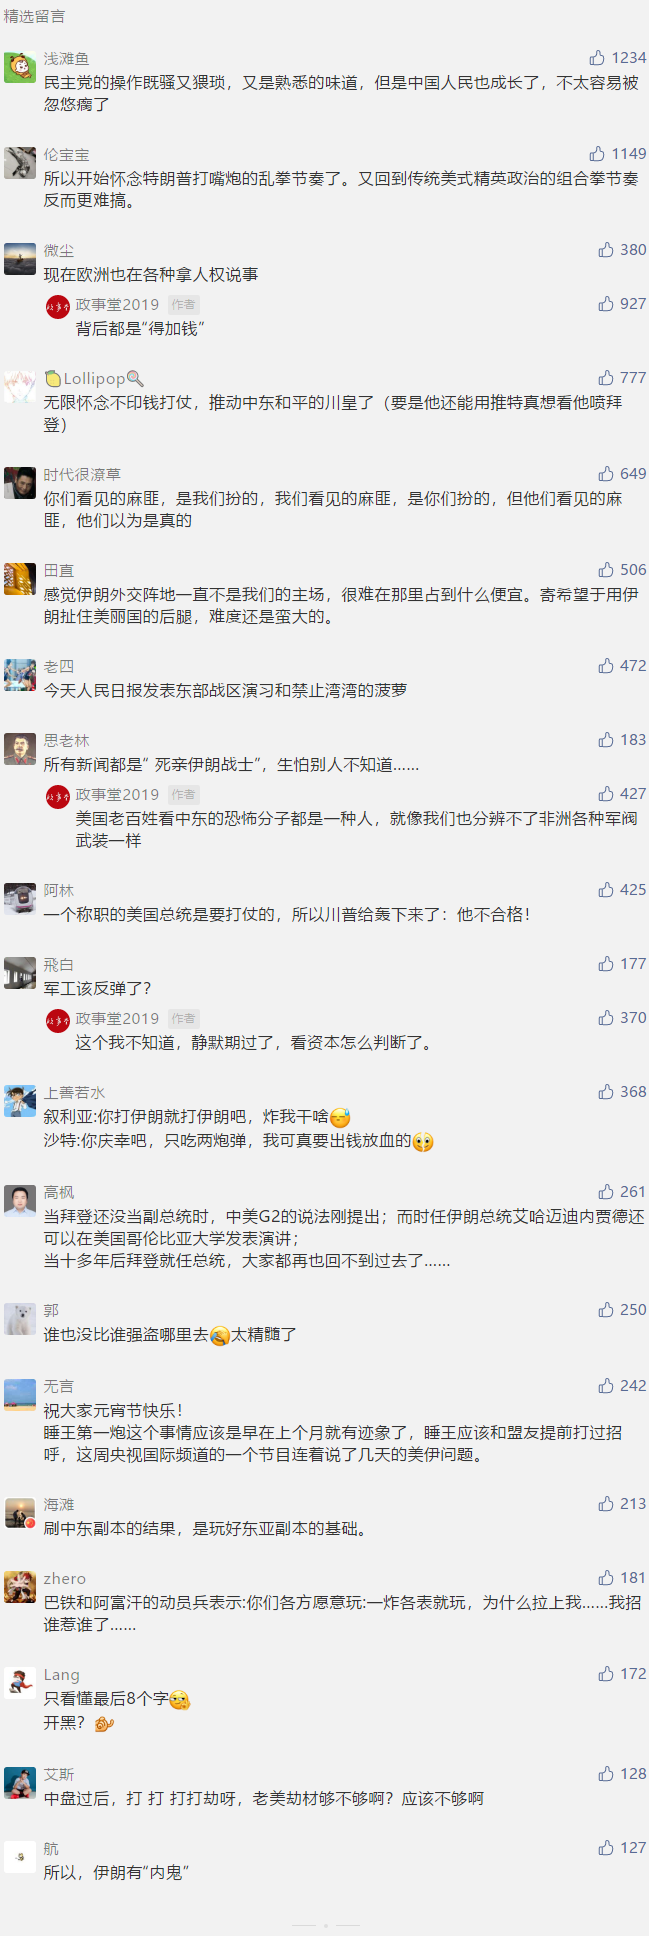 精选留言
浅滩鱼 1234
民主党的操作既骚又猥琐，又是熟悉的味道，但是中国人民也成长了，不太容易被
忽悠瘸了
伦宝宝 1149
所以开始怀念特朗普打嘴炮的乱拳节奏了。又回到传统美式精英政治的组合拳节奏
反而更难搞。
微尘 380
现在欧洲也在各种拿人权说事
政事堂2019 作者 927
背后都是“得加钱”
Lollipop 777
无限怀念不印钱打仗，推动中东和平的川皇了（要是他还能用推特真想看他喷拜
登）
时代很潦草 649
你们看见的麻匪，是我们扮的，我们看见的麻匪，是你们扮的，但他们看见的麻
匪，他们以为是真的
田直 506
感觉伊朗外交阵地一直不是我们的主场，很难在那里占到什么便宜。寄希望于用伊
朗扯住美丽国的后腿，难度还是蛮大的。
老四 472
今天人民日报发表东部战区演习和禁止湾湾的菠萝
思老林 183
所有新闻都是“ 死亲伊朗战士”，生怕别人不知道……
政事堂2019 作者 427
美国老百姓看中东的恐怖分子都是一种人，就像我们也分辨不了非洲各种军阀
武装一样
阿林 425
一个称职的美国总统是要打仗的，所以川普给轰下来了：他不合格！
飛白 177
军工该反弹了？
政事堂2019 作者 370
这个我不知道，静默期过了，看资本怎么判断了。
上善若水 368
叙利亚:你打伊朗就打伊朗吧，炸我干啥
沙特:你庆幸吧，只吃两炮弹，我可真要出钱放血的
高枫 261
当拜登还没当副总统时，中美G2的说法刚提出；而时任伊朗总统艾哈迈迪内贾德还
可以在美国哥伦比亚大学发表演讲；
当十多年后拜登就任总统，大家都再也回不到过去了……
郭 250
谁也没比谁强盗哪里去太精髓了
无言 242
祝大家元宵节快乐！
睡王第一炮这个事情应该是早在上个月就有迹象了，睡王应该和盟友提前打过招
呼，这周央视国际频道的一个节目连着说了几天的美伊问题。
海滩 213
刷中东副本的结果，是玩好东亚副本的基础。
zhero 181
巴铁和阿富汗的动员兵表示:你们各方愿意玩:一炸各表就玩，为什么拉上我……我招
谁惹谁了……
Lang 172
只看懂最后8个字
开黑？
艾斯 128
中盘过后，打 打 打打劫呀，老美劫材够不够啊？应该不够啊
航 127
所以，伊朗有“内鬼”